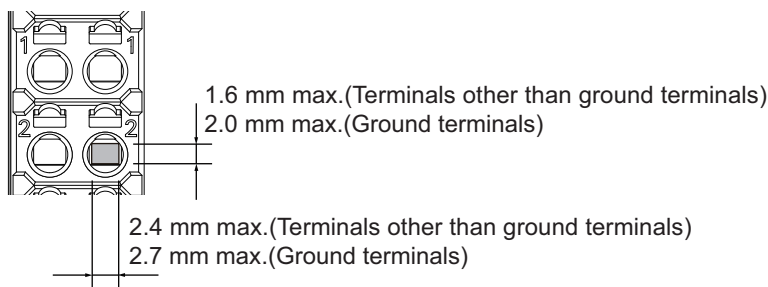 1 1
1.6 mm max.(Terminals other than ground terminals)
2.0 mm max.(Ground terminals)
2 2
2.4 mm max.(Terminals other than ground terminals)
2.7 mm max.(Ground terminals)